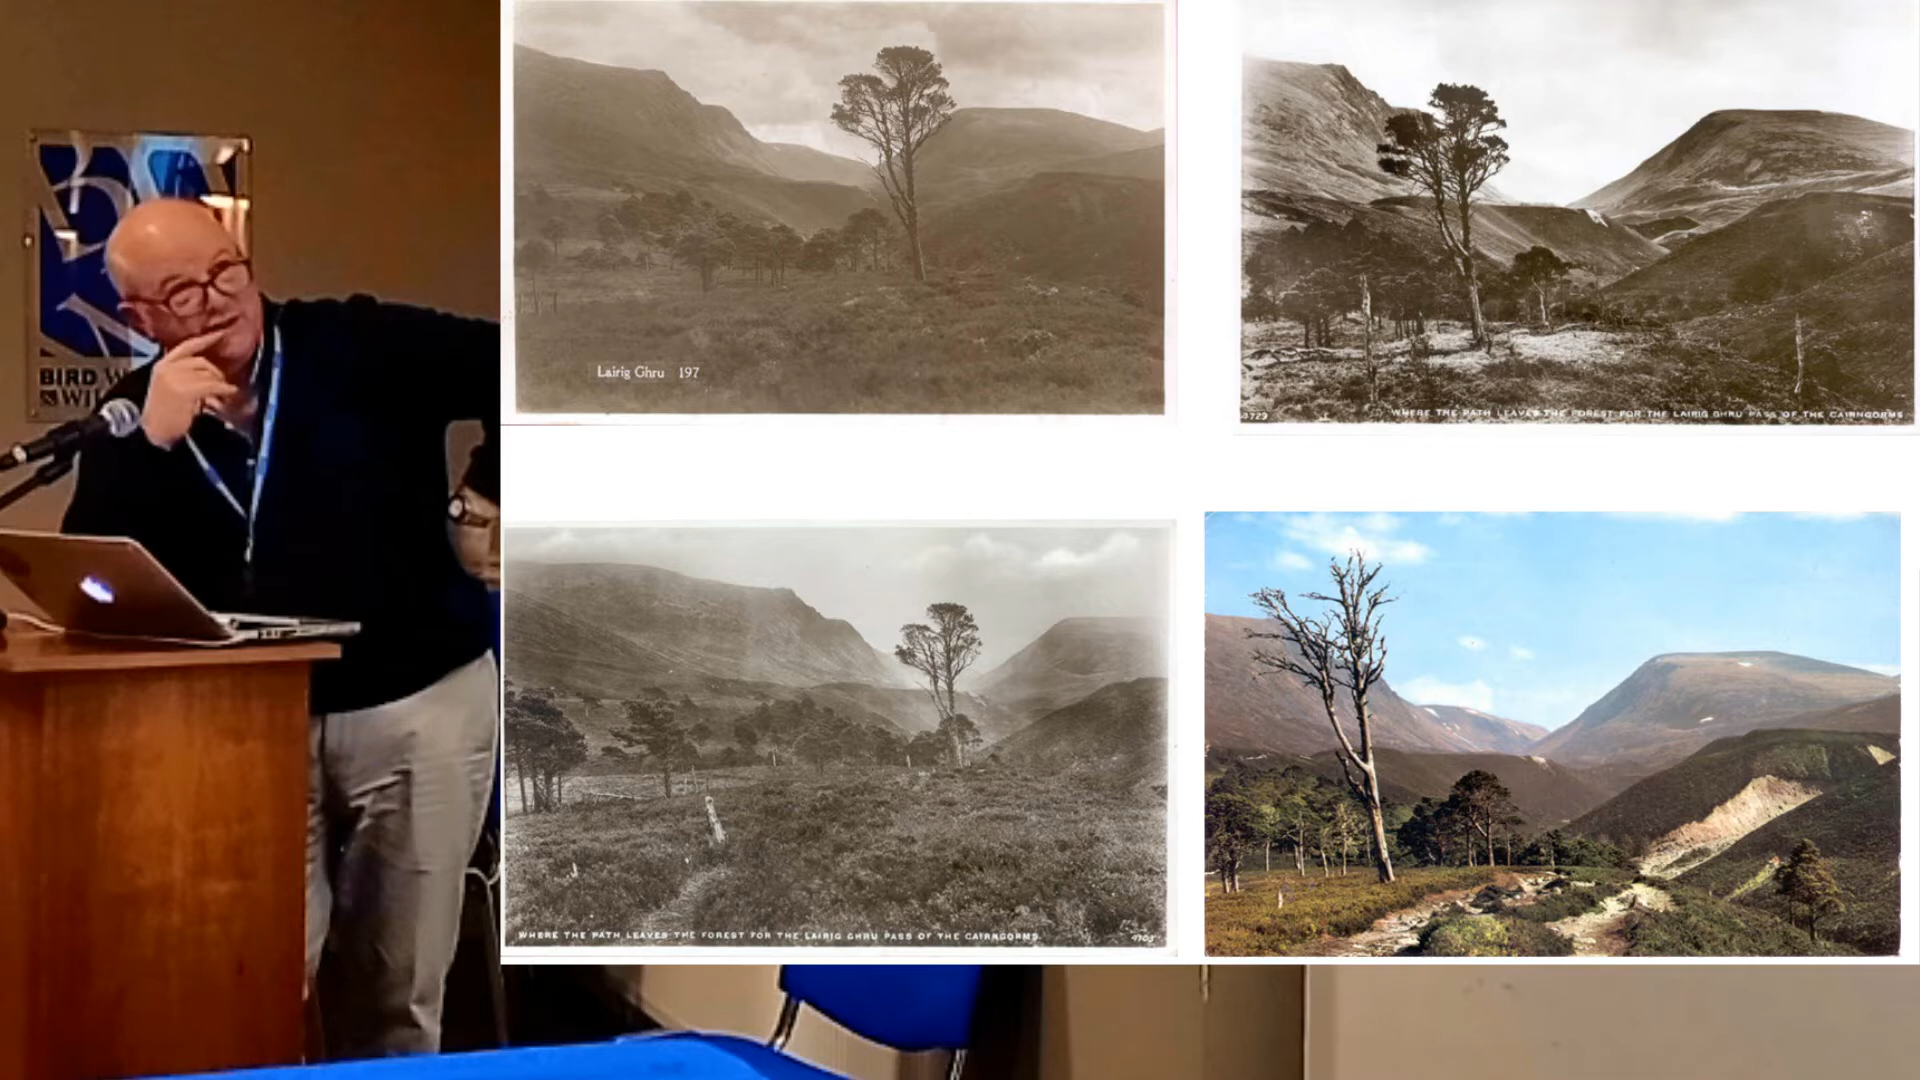 BIRD
Lairig Ghru 197
3723
WHERE THE PATH LEAVES THE FOREST FOR THE LAIRIG GHRU PASS OF THE CAIRNGORMS
WHERE THE PATH LEAVES THE FOREST FOR THE LAIRIG GHRU PASS OF THE CAIRNGORMS.